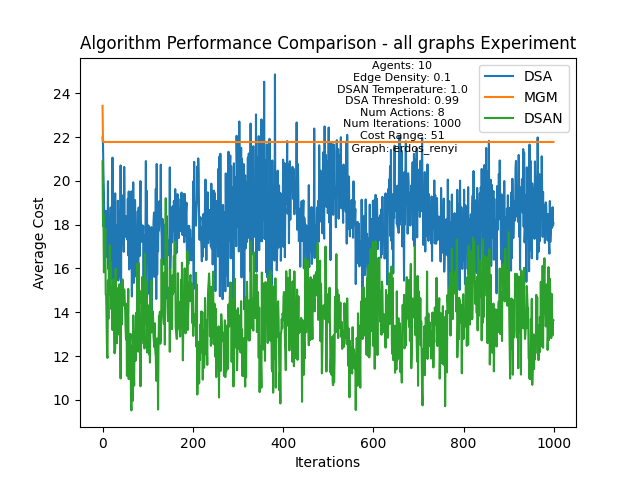 Algorithm Performance Comparison - all graphs Experiment
Agents: 10
Edge Density: 0.1
DSAN Temperature: 1.0
DSA Threshold: 0.99
Num Actions: 8
Num Iterations: 1000
Cost Range: 51
Graph: erdos_renyi
DSA
MGM
DSAN
Average Cost
24
22
20
18
16
14
12
10
0
200
400
600
800
1000
Iterations